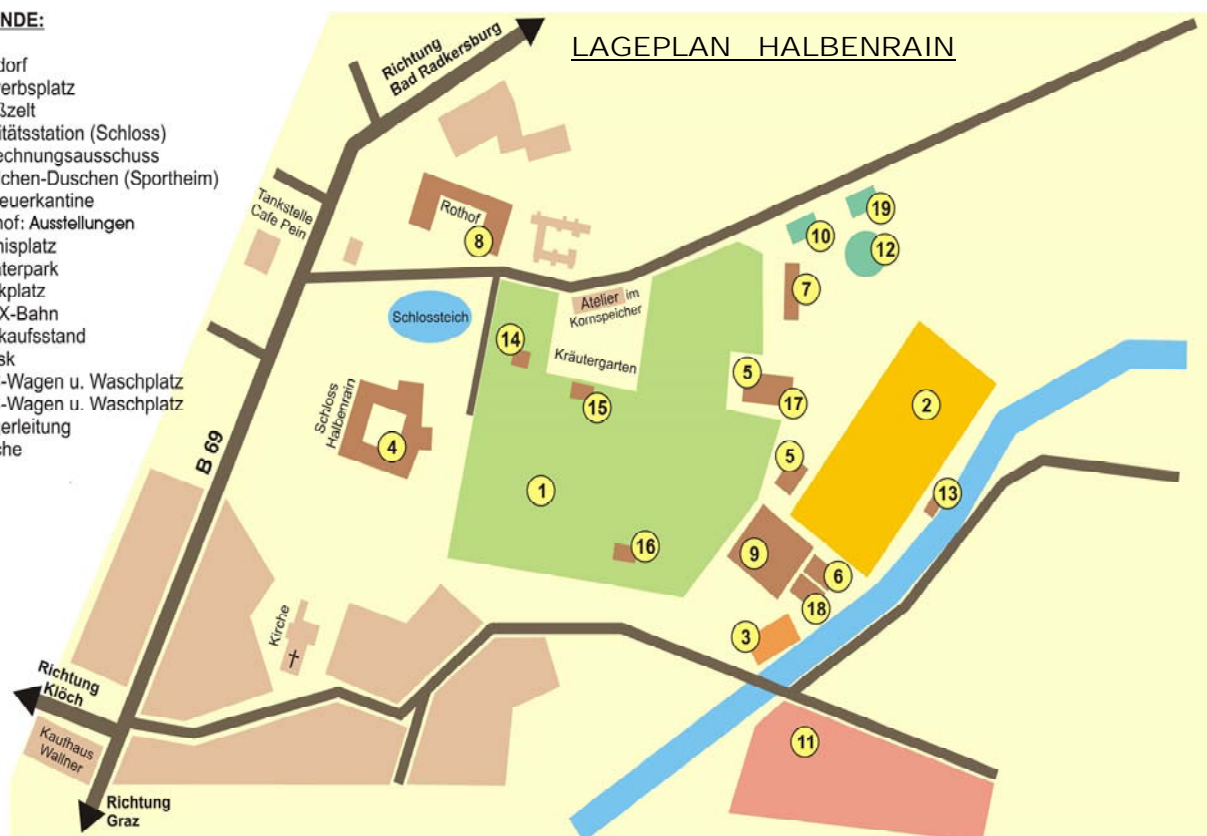 NDE:
dorf
erbsplatz
ßzelt
itätsstation (Schloss)
echnungsausschuss
chen-Duschen (Sportheim)
euerkantine
hof: Ausstellungen
nisplatz
terpark
kplatz
X-Bahn
kaufsstand
sk
-Wagen u. Waschplatz
-Wagen u. Waschplatz
erleitung
che
LAGEPLAN HALBENRAIN
Richtung
Bad Radkersburg
Tankstelle
Cafe Pein
Rothof
8
19
10
12
7
Schlossteich
Atelier im
Kornspeicher
Kräutergarten
14
15
5
17
2
Schloss
Halbenrain
4
B 69
1
5
13
16
9
6
18
3
Kirche
Richtung
Klöch
Kaufhaus
Wallner
11
Richtung
Graz